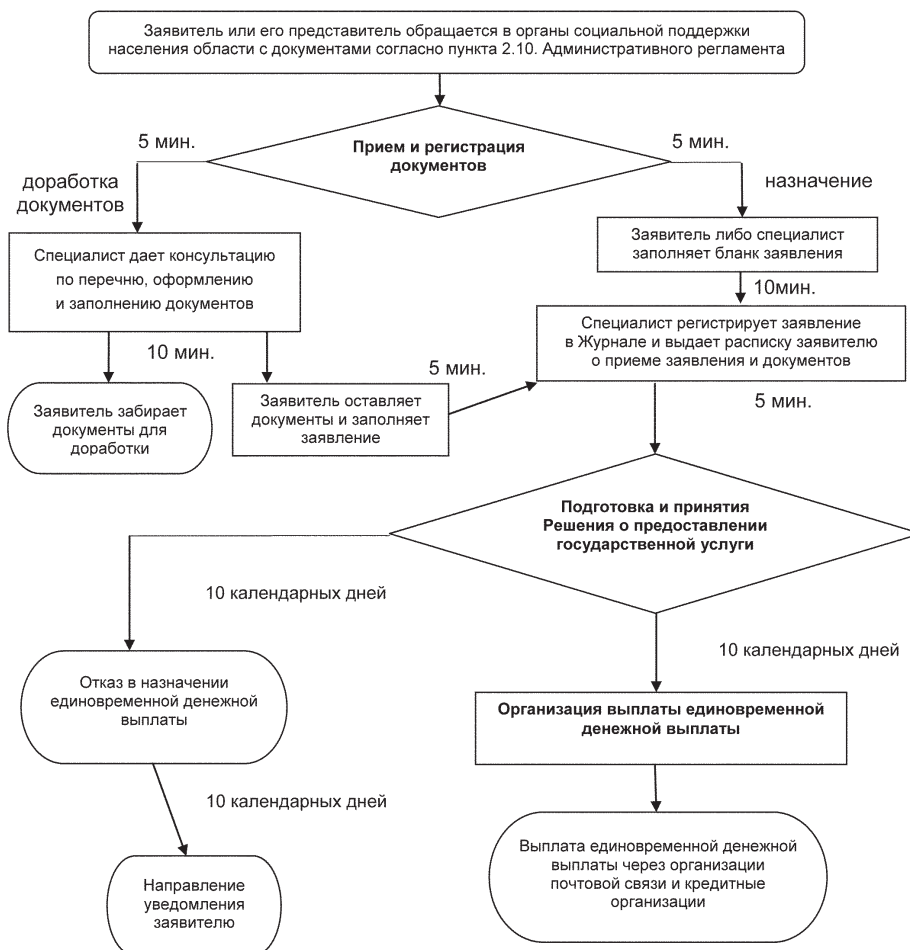 Заявитель или его представитель обращается в органы социальной поддержки
населения области с документами согласно пункта 2.10. Административного регламента
5 мин.
Прием и регистрация
документов
5 мин.
доработка
документов
назначение
Специалист дает консультацию
по перечню, оформлению
и заполнению документов
Заявитель либо специалист
заполняет бланк заявления
10мин.
Специалист регистрирует заявление
в Журнале и выдает расписку заявителю
о приеме заявления и документов
10 мин.
5 мин.
Заявитель забирает
документы для
доработки
Заявитель оставляет
документы и заполняет
заявление
5 мин.
Подготовка и принятия
Решения о предоставлении
государственной услуги
10 календарных дней
10 календарных дней
Отказ в назначении
единовременной денежной
выплаты
Организация выплаты единовременной
денежной выплаты
10 календарных дней
Направление
уведомления
заявителю
Выплата единовременной денежной
выплаты через организации
почтовой связи и кредитные
организации